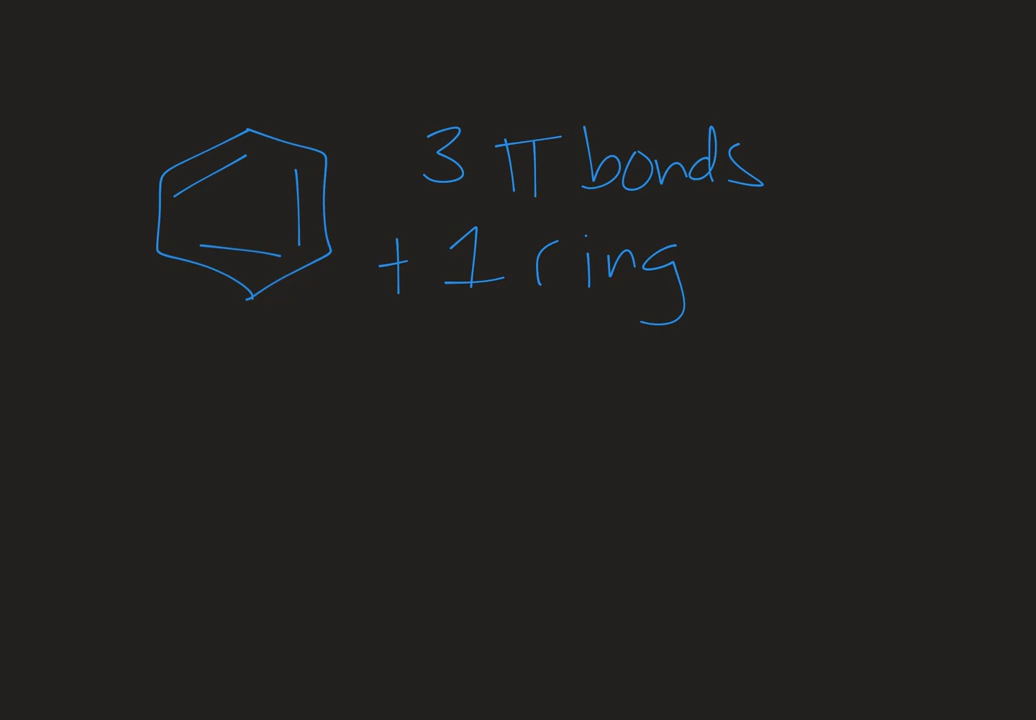 3 π bonds
+ 1 ring